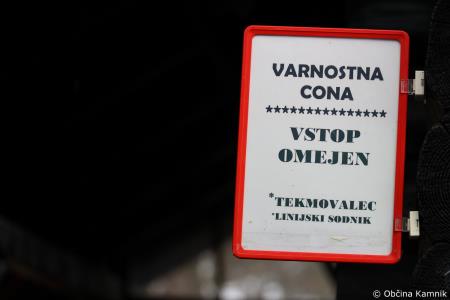 VARNOSTNA
CONA
**************
VSTOP
OMEJEN
*TEKMOVALEC
*LINIJSKI SODNIK
© Občina Kamnik